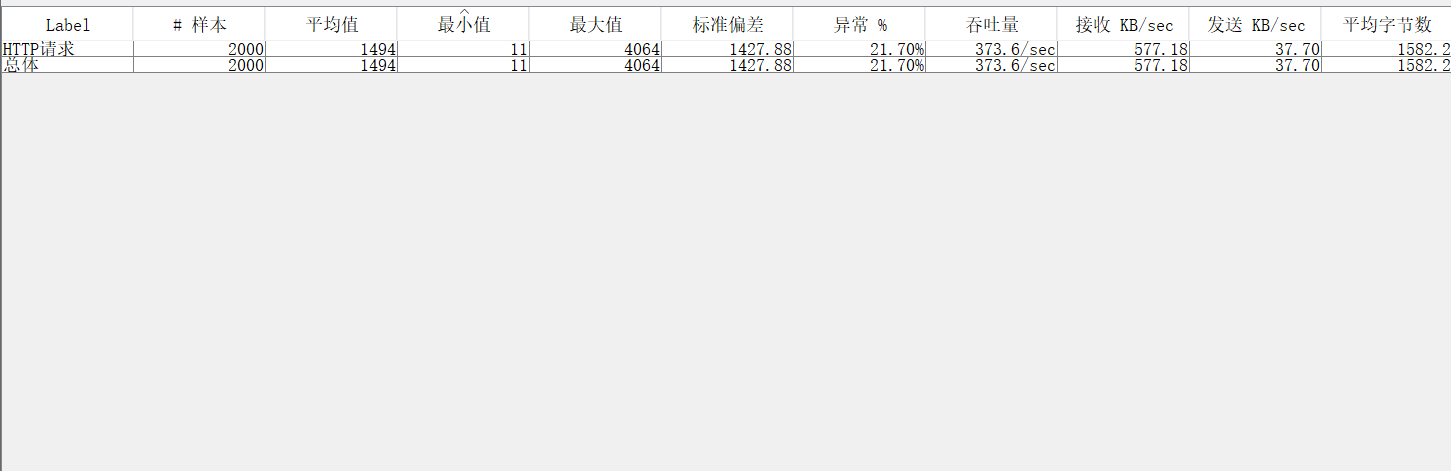 Label # 样本 平均值 最小值 最大值 标准偏差 异常 % 吞吐量 接收 KB/sec 发送 KB/sec 平均字节数
HTTP请求 2000 1494 11 4064 1427.88 21.70% 373.6/sec 577.18 37.70 1582.2
总体 2000 1494 11 4064 1427.88 21.70% 373.6/sec 577.18 37.70 1582.2